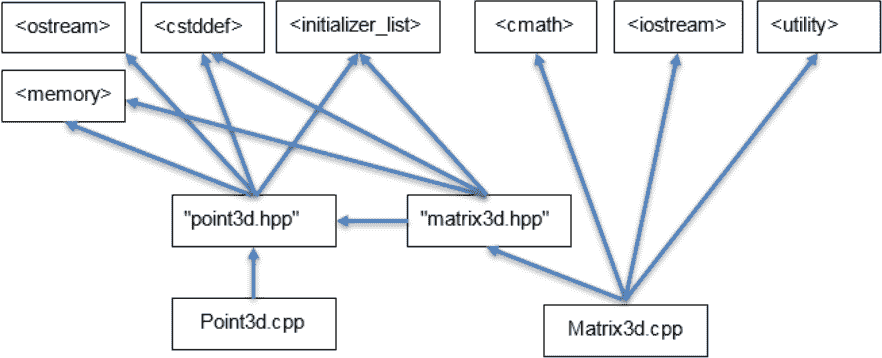 <ostream>
<cstddef>
<initializer_list>
<cmath>
<iostream>
<utility>
<memory>
"point3d.hpp"
"matrix3d.hpp"
Point3d.cpp
Matrix3d.cpp